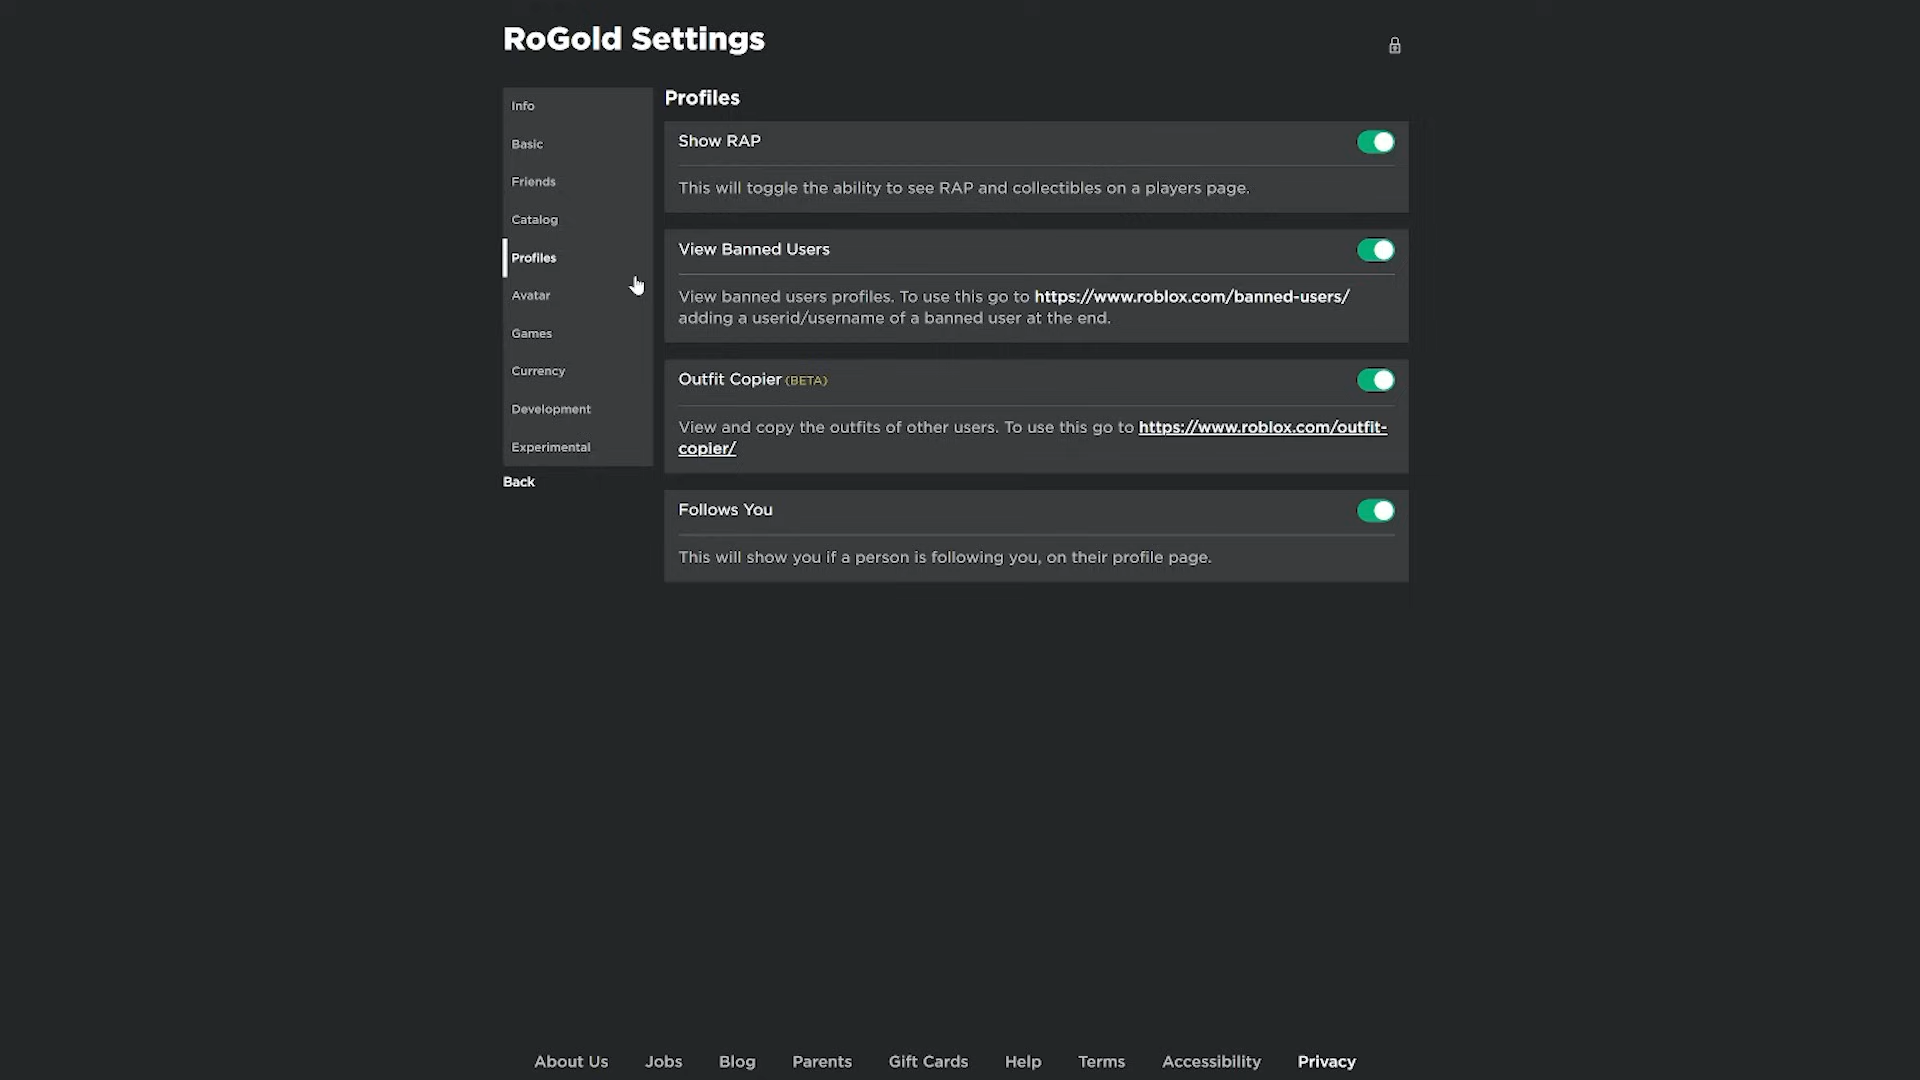 RoGold Settings
Info
Basic
Friends
Catalog
Profiles
Avatar
Games
Currency
Development
Experimental
Back
Profiles
Show RAP
This will toggle the ability to see RAP and collectibles on a players page.
View Banned Users
View banned users profiles. To use this go to https://www.roblox.com/banned-users/
adding a userid/username of a banned user at the end.
Outfit Copier (BETA)
View and copy the outfits of other users. To use this go to https://www.roblox.com/outfit-
copier/
Follows You
This will show you if a person is following you, on their profile page.
About Us Jobs Blog Parents Gift Cards Help Terms Accessibility Privacy